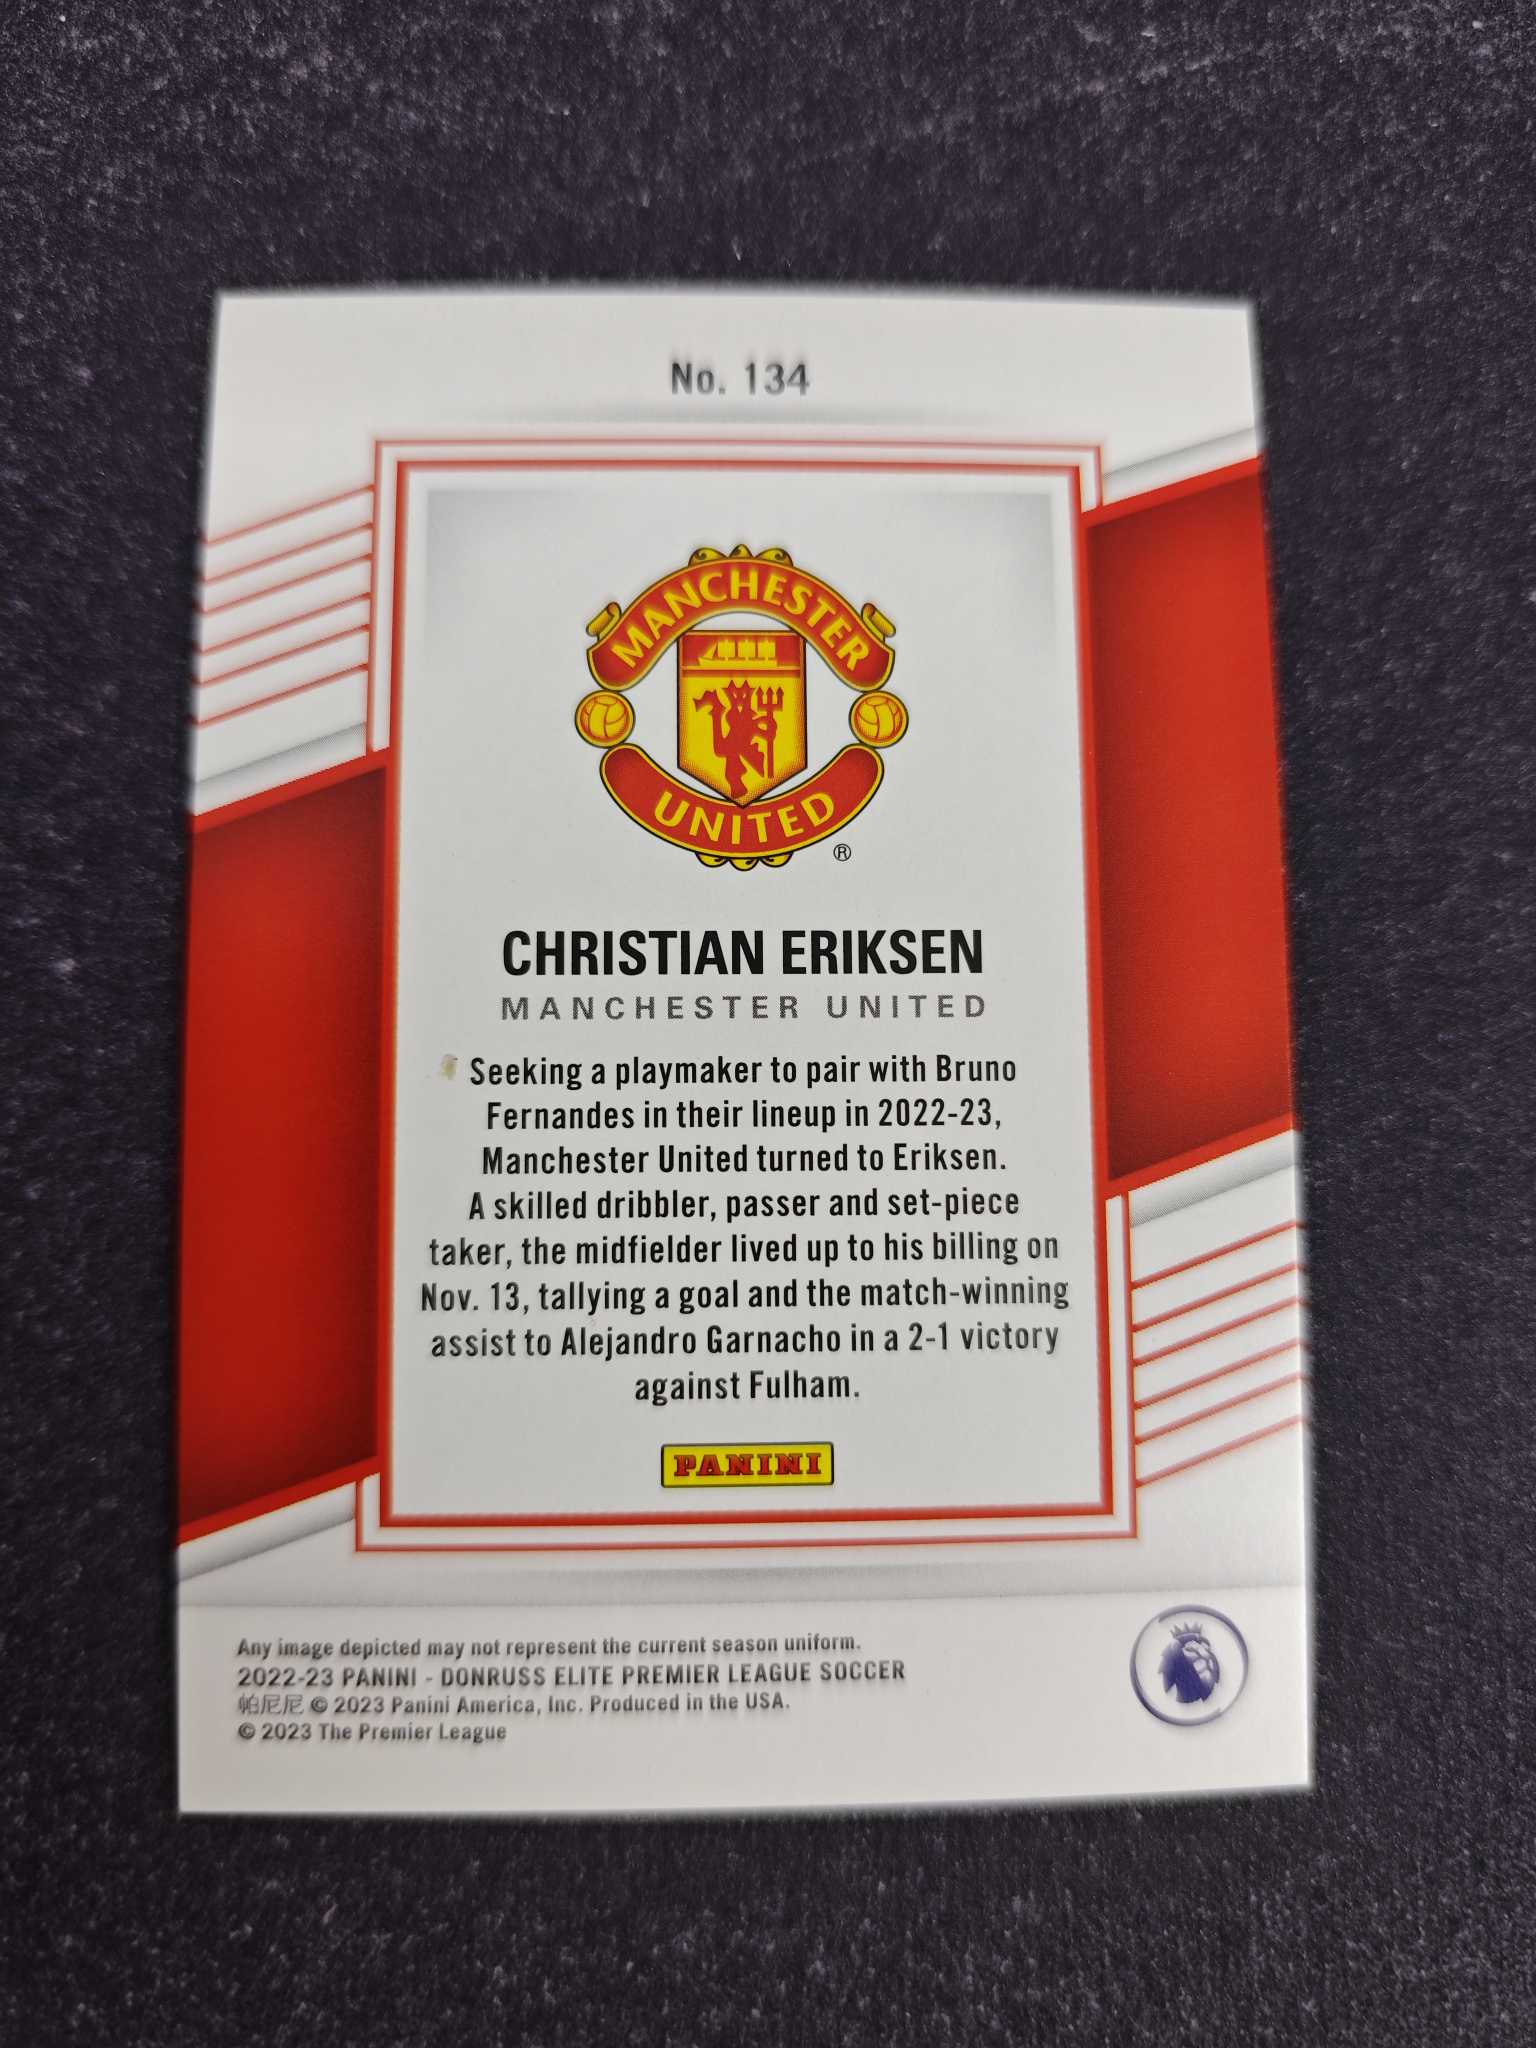 No. 134
MANCHESTER
UNITED
®
CHRISTIAN ERIKSEN
MANCHESTER UNITED
Seeking a playmaker to pair with Bruno
Fernandes in their lineup in 2022-23,
Manchester United turned to Eriksen.
A skilled dribbler, passer and set-piece
taker, the midfielder lived up to his billing on
Nov. 13, tallying a goal and the match-winning
assist to Alejandro Garnacho in a 2-1 victory
against Fulham.
PANINI
Any image depicted may not represent the current season uniform.
2022-23 PANINI - DONRUSS ELITE PREMIER LEAGUE SOCCER
帕尼尼 © 2023 Panini America, Inc. Produced in the USA.
© 2023 The Premier League